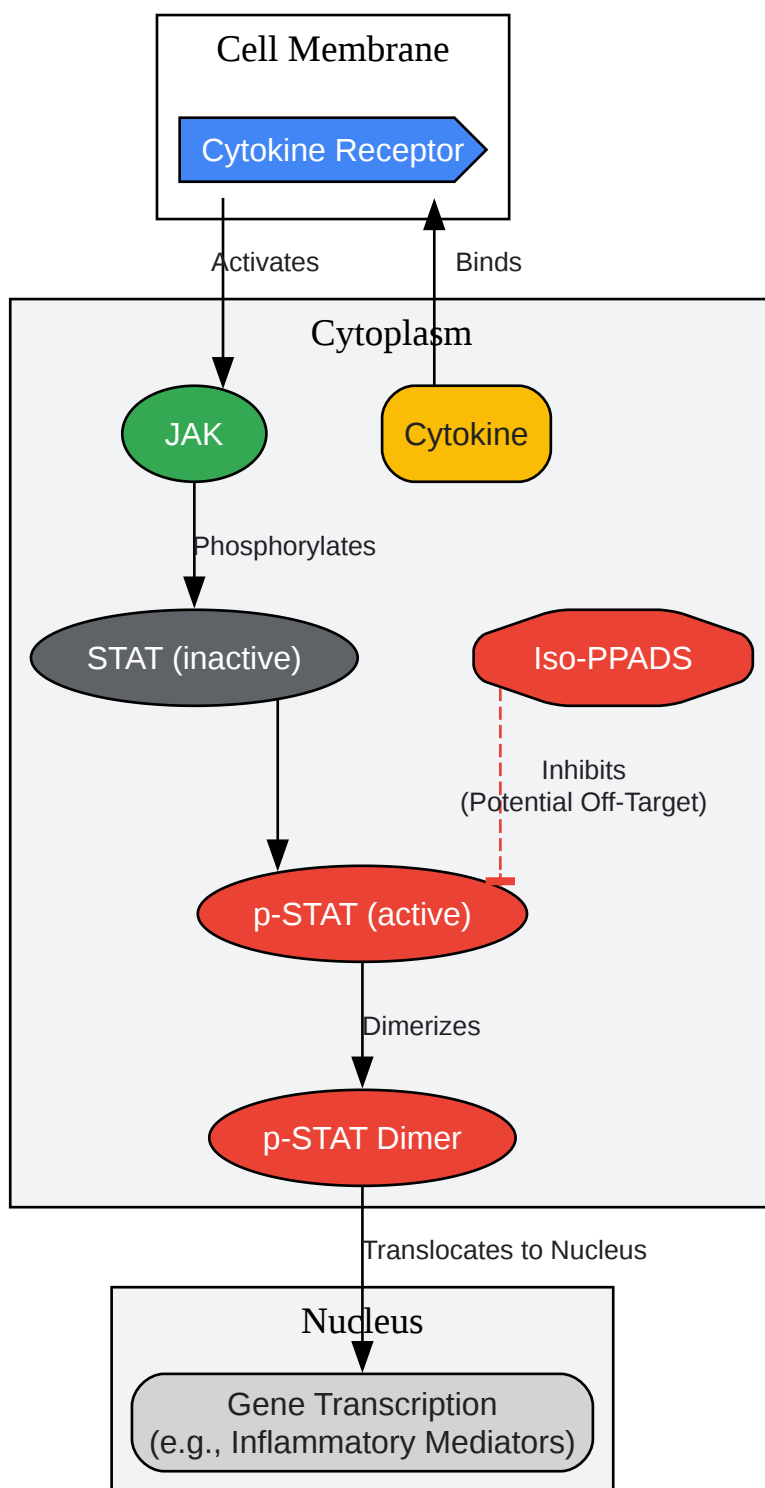 Cell Membrane
Cytokine Receptor
Activates
Binds
Cytoplasm
JAK
Cytokine
Phosphorylates
STAT (inactive)
Iso-PPADS
Inhibits
(Potential Off-Target)
p-STAT (active)
Dimerizes
p-STAT Dimer
Translocates to Nucleus
Nucleus
Gene Transcription
(e.g., Inflammatory Mediators)